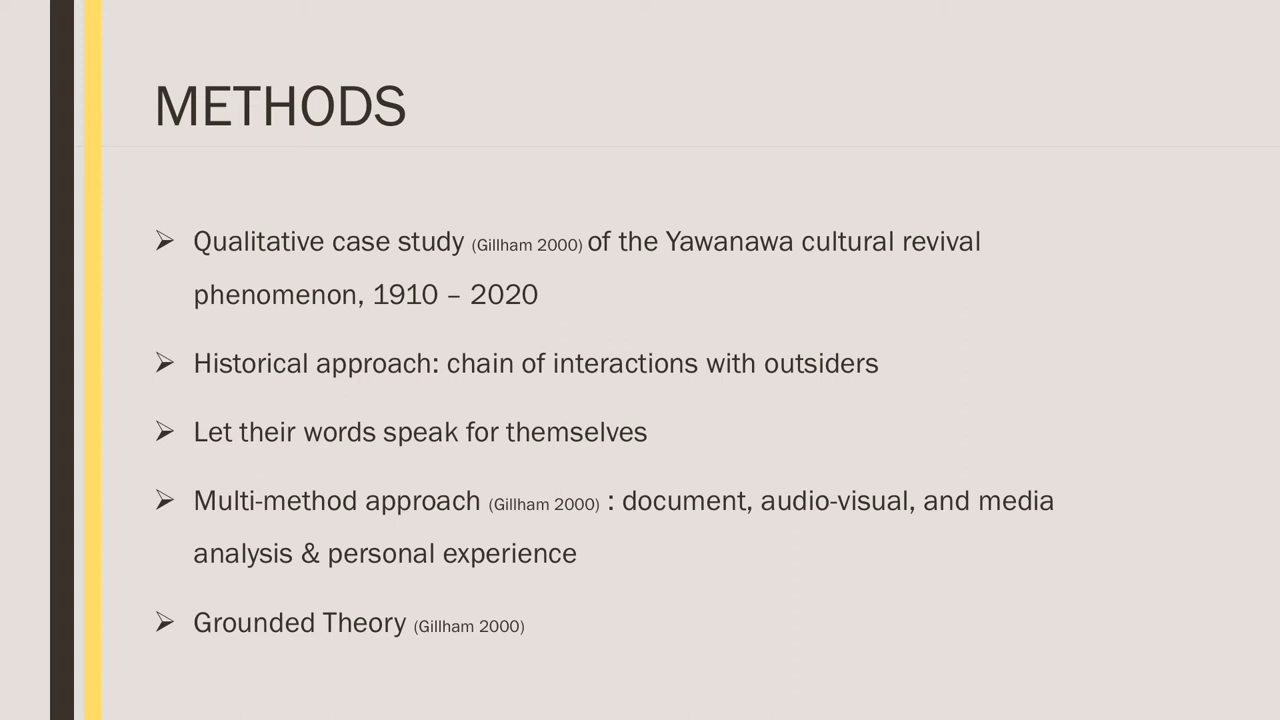 METHODS
Qualitative case study (Gillham 2000) of the Yawanawa cultural revival
phenomenon, 1910 – 2020
Historical approach: chain of interactions with outsiders
Let their words speak for themselves
Multi-method approach (Gillham 2000) : document, audio-visual, and media
analysis & personal experience
Grounded Theory (Gillham 2000)